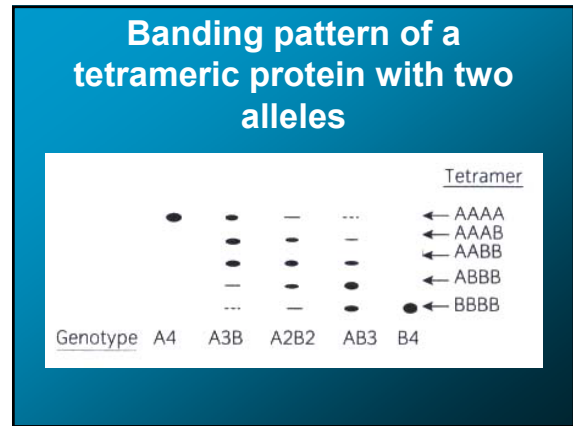 Banding pattern of a
tetrameric protein with two
alleles
Tetramer
AAAA
AAAB
AABB
ABBB
BBBB
Genotype A4 A3B A2B2 AB3 B4